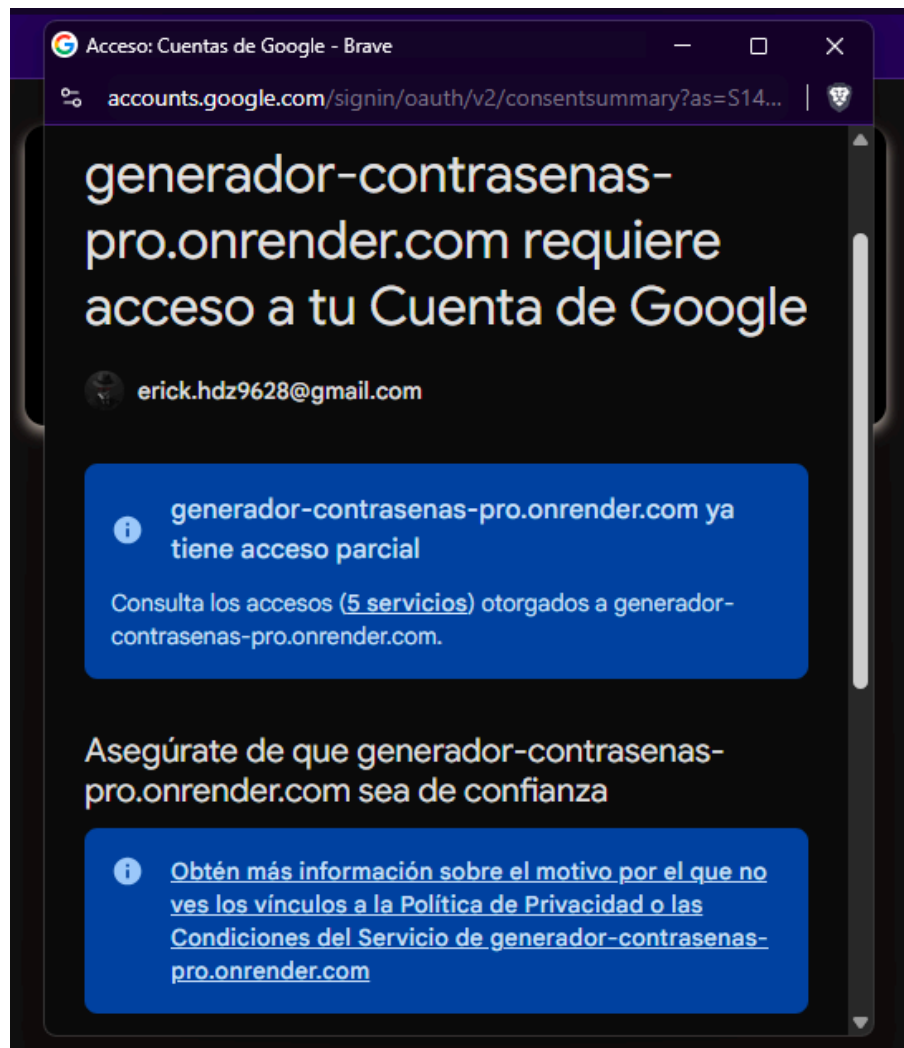 Acceso: Cuentas de Google - Brave
accounts.google.com/signin/oauth/v2/consentsummary?as=S14...
generador-contrasenas-
pro.onrender.com requiere
acceso a tu Cuenta de Google
erick.hdz9628@gmail.com
generador-contrasenas-pro.onrender.com ya
tiene acceso parcial
Consulta los accesos (5 servicios) otorgados a generador-
contrasenas-pro.onrender.com.
Asegúrate de que generador-contrasenas-
pro.onrender.com sea de confianza
Obtén más información sobre el motivo por el que no
ves los vínculos a la Política de Privacidad o las
Condiciones del Servicio de generador-contrasenas-
pro.onrender.com